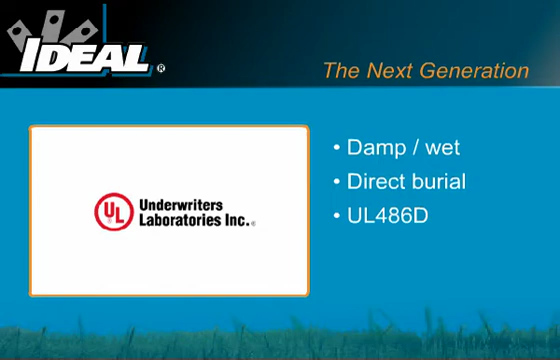 IDEAL®
The Next Generation
UL®
Underwriters
Laboratories Inc.®
• Damp / wet
• Direct burial
• UL486D